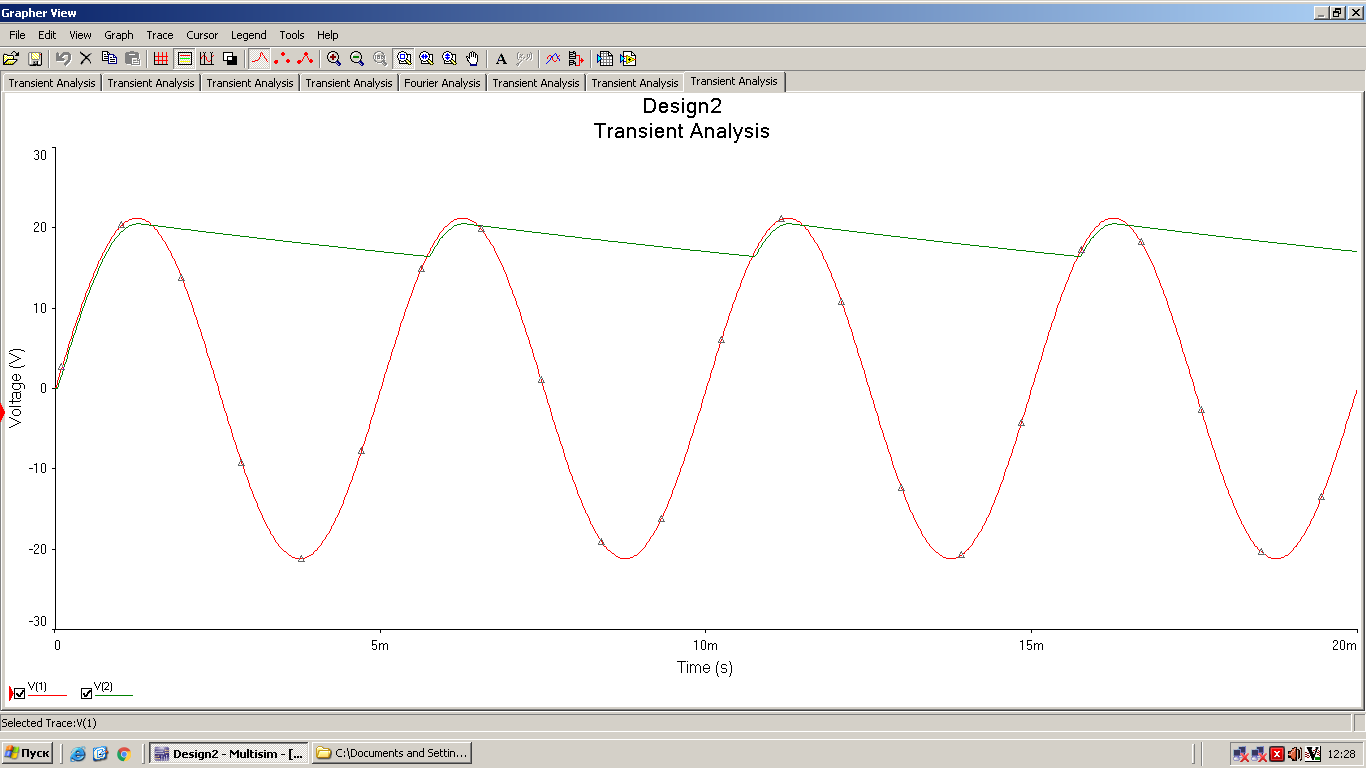 Grapher View
File Edit View Graph Trace Cursor Legend Tools Help
A
Transient Analysis Transient Analysis Transient Analysis Transient Analysis Fourier Analysis Transient Analysis Transient Analysis Transient Analysis
Design2
Transient Analysis
30
20
10
0
-10
-20
-30
Voltage (V)
0 5m 10m 15m 20m
Time (s)
V(1) V(2)
Selected Trace:V(1)
Пуск Design2 - Multisim - [... C:\Documents and Settin... 12:28